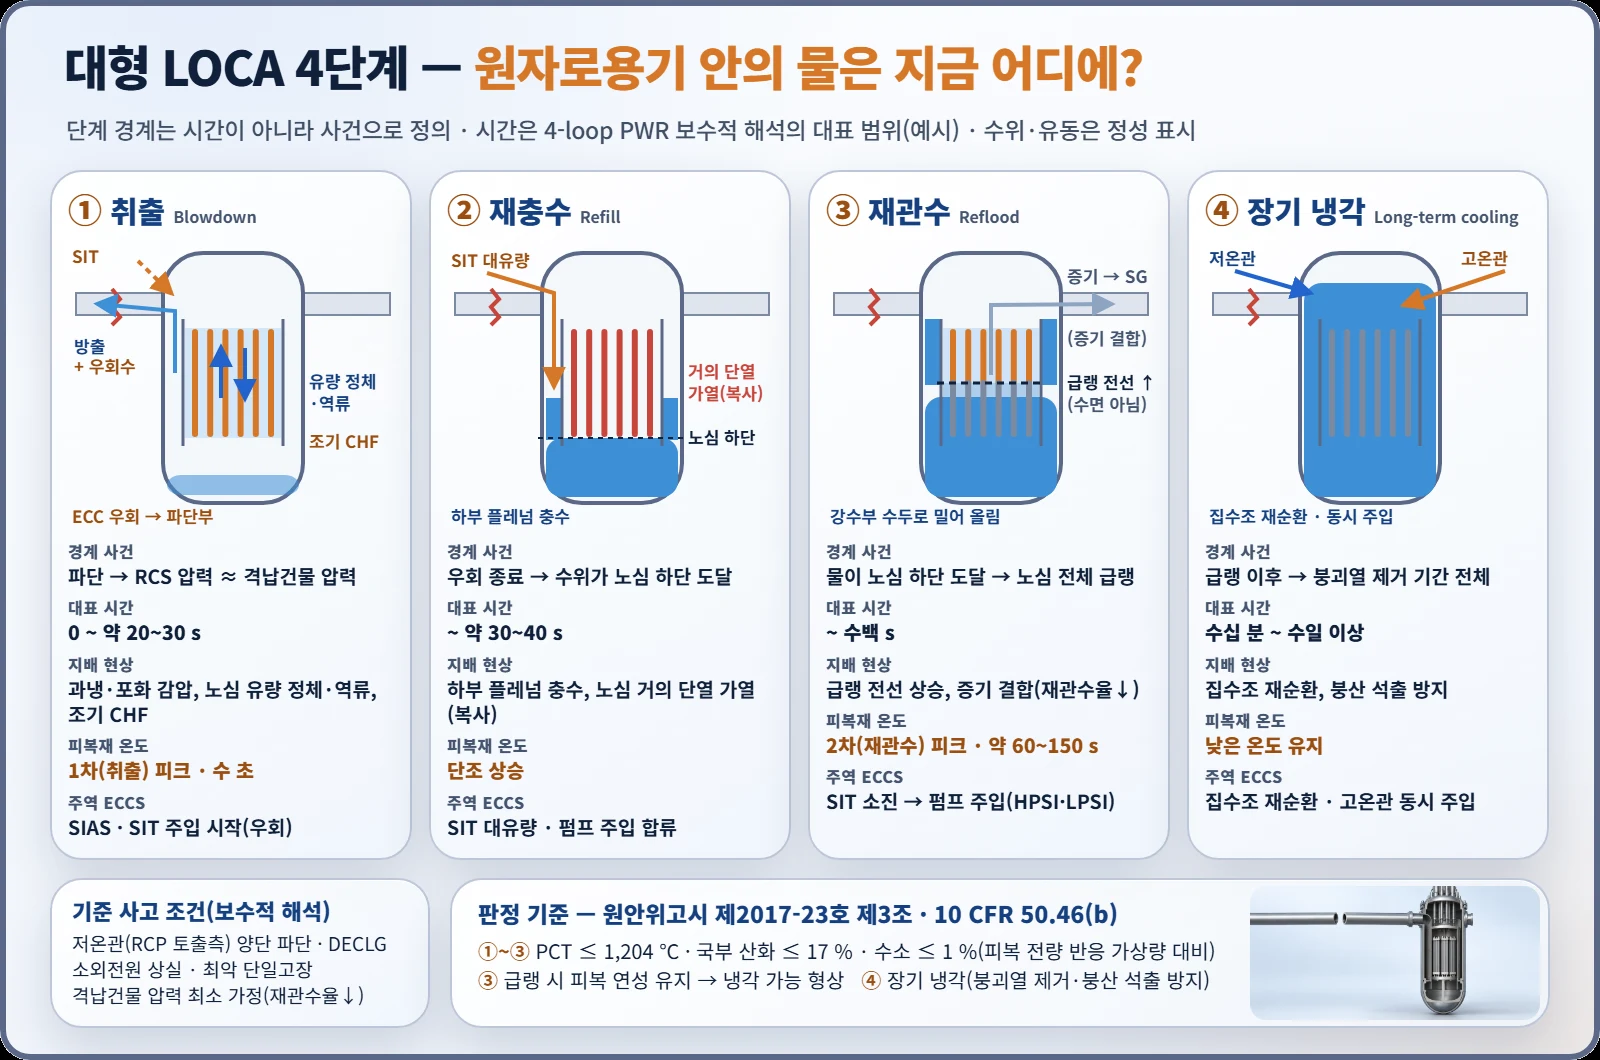 대형 LOCA 4단계 — 원자로용기 안의 물은 지금 어디에?
단계 경계는 시간이 아니라 사건으로 정의 · 시간은 4-loop PWR 보수적 해석의 대표 범위(예시) · 수위·유동은 정성 표시
① 취출 Blowdown
SIT
방출
+ 우회수
유량 정체
·역류
조기 CHF
ECC 우회 → 파단부
경계 사건
파단 → RCS 압력 ≈ 격납건물 압력
대표 시간
0 ~ 약 20~30 s
지배 현상
과냉·포화 감압, 노심 유량 정체·역류,
조기 CHF
피복재 온도
1차(취출) 피크 · 수 초
주역 ECCS
SIAS · SIT 주입 시작(우회)
② 재충수 Refill
SIT 대유량
거의 단열
가열(복사)
노심 하단
하부 플레넘 충수
경계 사건
우회 종료 → 수위가 노심 하단 도달
대표 시간
~ 약 30~40 s
지배 현상
하부 플레넘 충수, 노심 거의 단열 가열
(복사)
피복재 온도
단조 상승
주역 ECCS
SIT 대유량 · 펌프 주입 합류
③ 재관수 Reflood
증기 → SG
(증기 결합)
급랭 전선 ↑
(수면 아님)
강수부 수두로 밀어 올림
경계 사건
물이 노심 하단 도달 → 노심 전체 급랭
대표 시간
~ 수백 s
지배 현상
급랭 전선 상승, 증기 결합(재관수율↓)
피복재 온도
2차(재관수) 피크 · 약 60~150 s
주역 ECCS
SIT 소진 → 펌프 주입(HPSI·LPSI)
④ 장기 냉각 Long-term cooling
저온관
고온관
집수조 재순환 · 동시 주입
경계 사건
급랭 이후 → 붕괴열 제거 기간 전체
대표 시간
수십 분 ~ 수일 이상
지배 현상
집수조 재순환, 붕산 석출 방지
피복재 온도
낮은 온도 유지
주역 ECCS
집수조 재순환 · 고온관 동시 주입
기준 사고 조건(보수적 해석)
저온관(RCP 토출측) 양단 파단 · DECLG
소외전원 상실 · 최악 단일고장
격납건물 압력 최소 가정(재관수율↓)
판정 기준 — 원안위고시 제2017-23호 제3조 · 10 CFR 50.46(b)
①~③ PCT ≤ 1,204 ℃ · 국부 산화 ≤ 17 % · 수소 ≤ 1 %(피복 전량 반응 가상량 대비)
③ 급랭 시 피복 연성 유지 → 냉각 가능 형상 ④ 장기 냉각(붕괴열 제거·붕산 석출 방지)